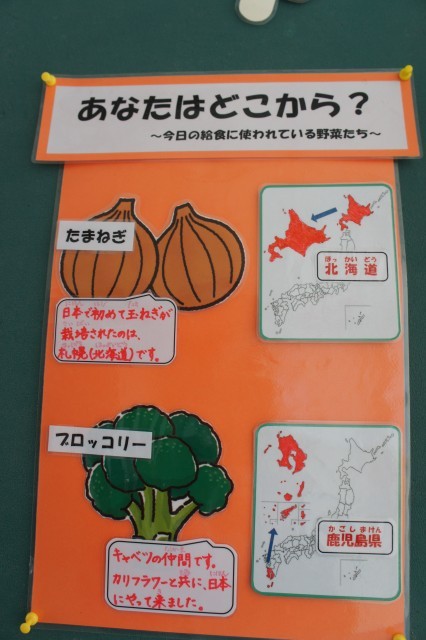 あなたはどこから？
～今日の給食に使われている野菜たち～
たまねぎ
ほっかいどう
北海道
日本で初めて玉ねぎが
栽培されたのは、
札幌(北海道)です。
ブロッコリー
かごしまけん
鹿児島県
キャベツの仲間です。
カリフラワーと共に、日本
にやって来ました。